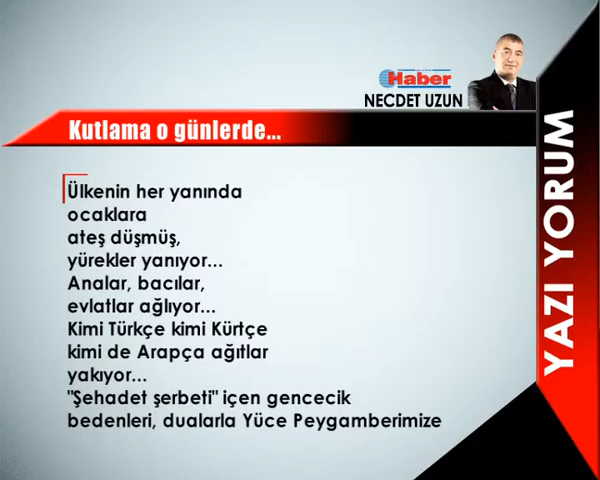 Haber
NECDET UZUN
Kutlama o günlerde...
Ülkenin her yanında
ocaklara
ateş düşmüş,
yürekler yanıyor...
Analar, bacılar,
evlatlar ağlıyor...
Kimi Türkçe kimi Kürtçe
kimi de Arapça ağıtlar
yakıyor...
"Şehadet şerbeti" içen gencecik
bedenleri, dualarla Yüce Peygamberimize
YAZI YORUM